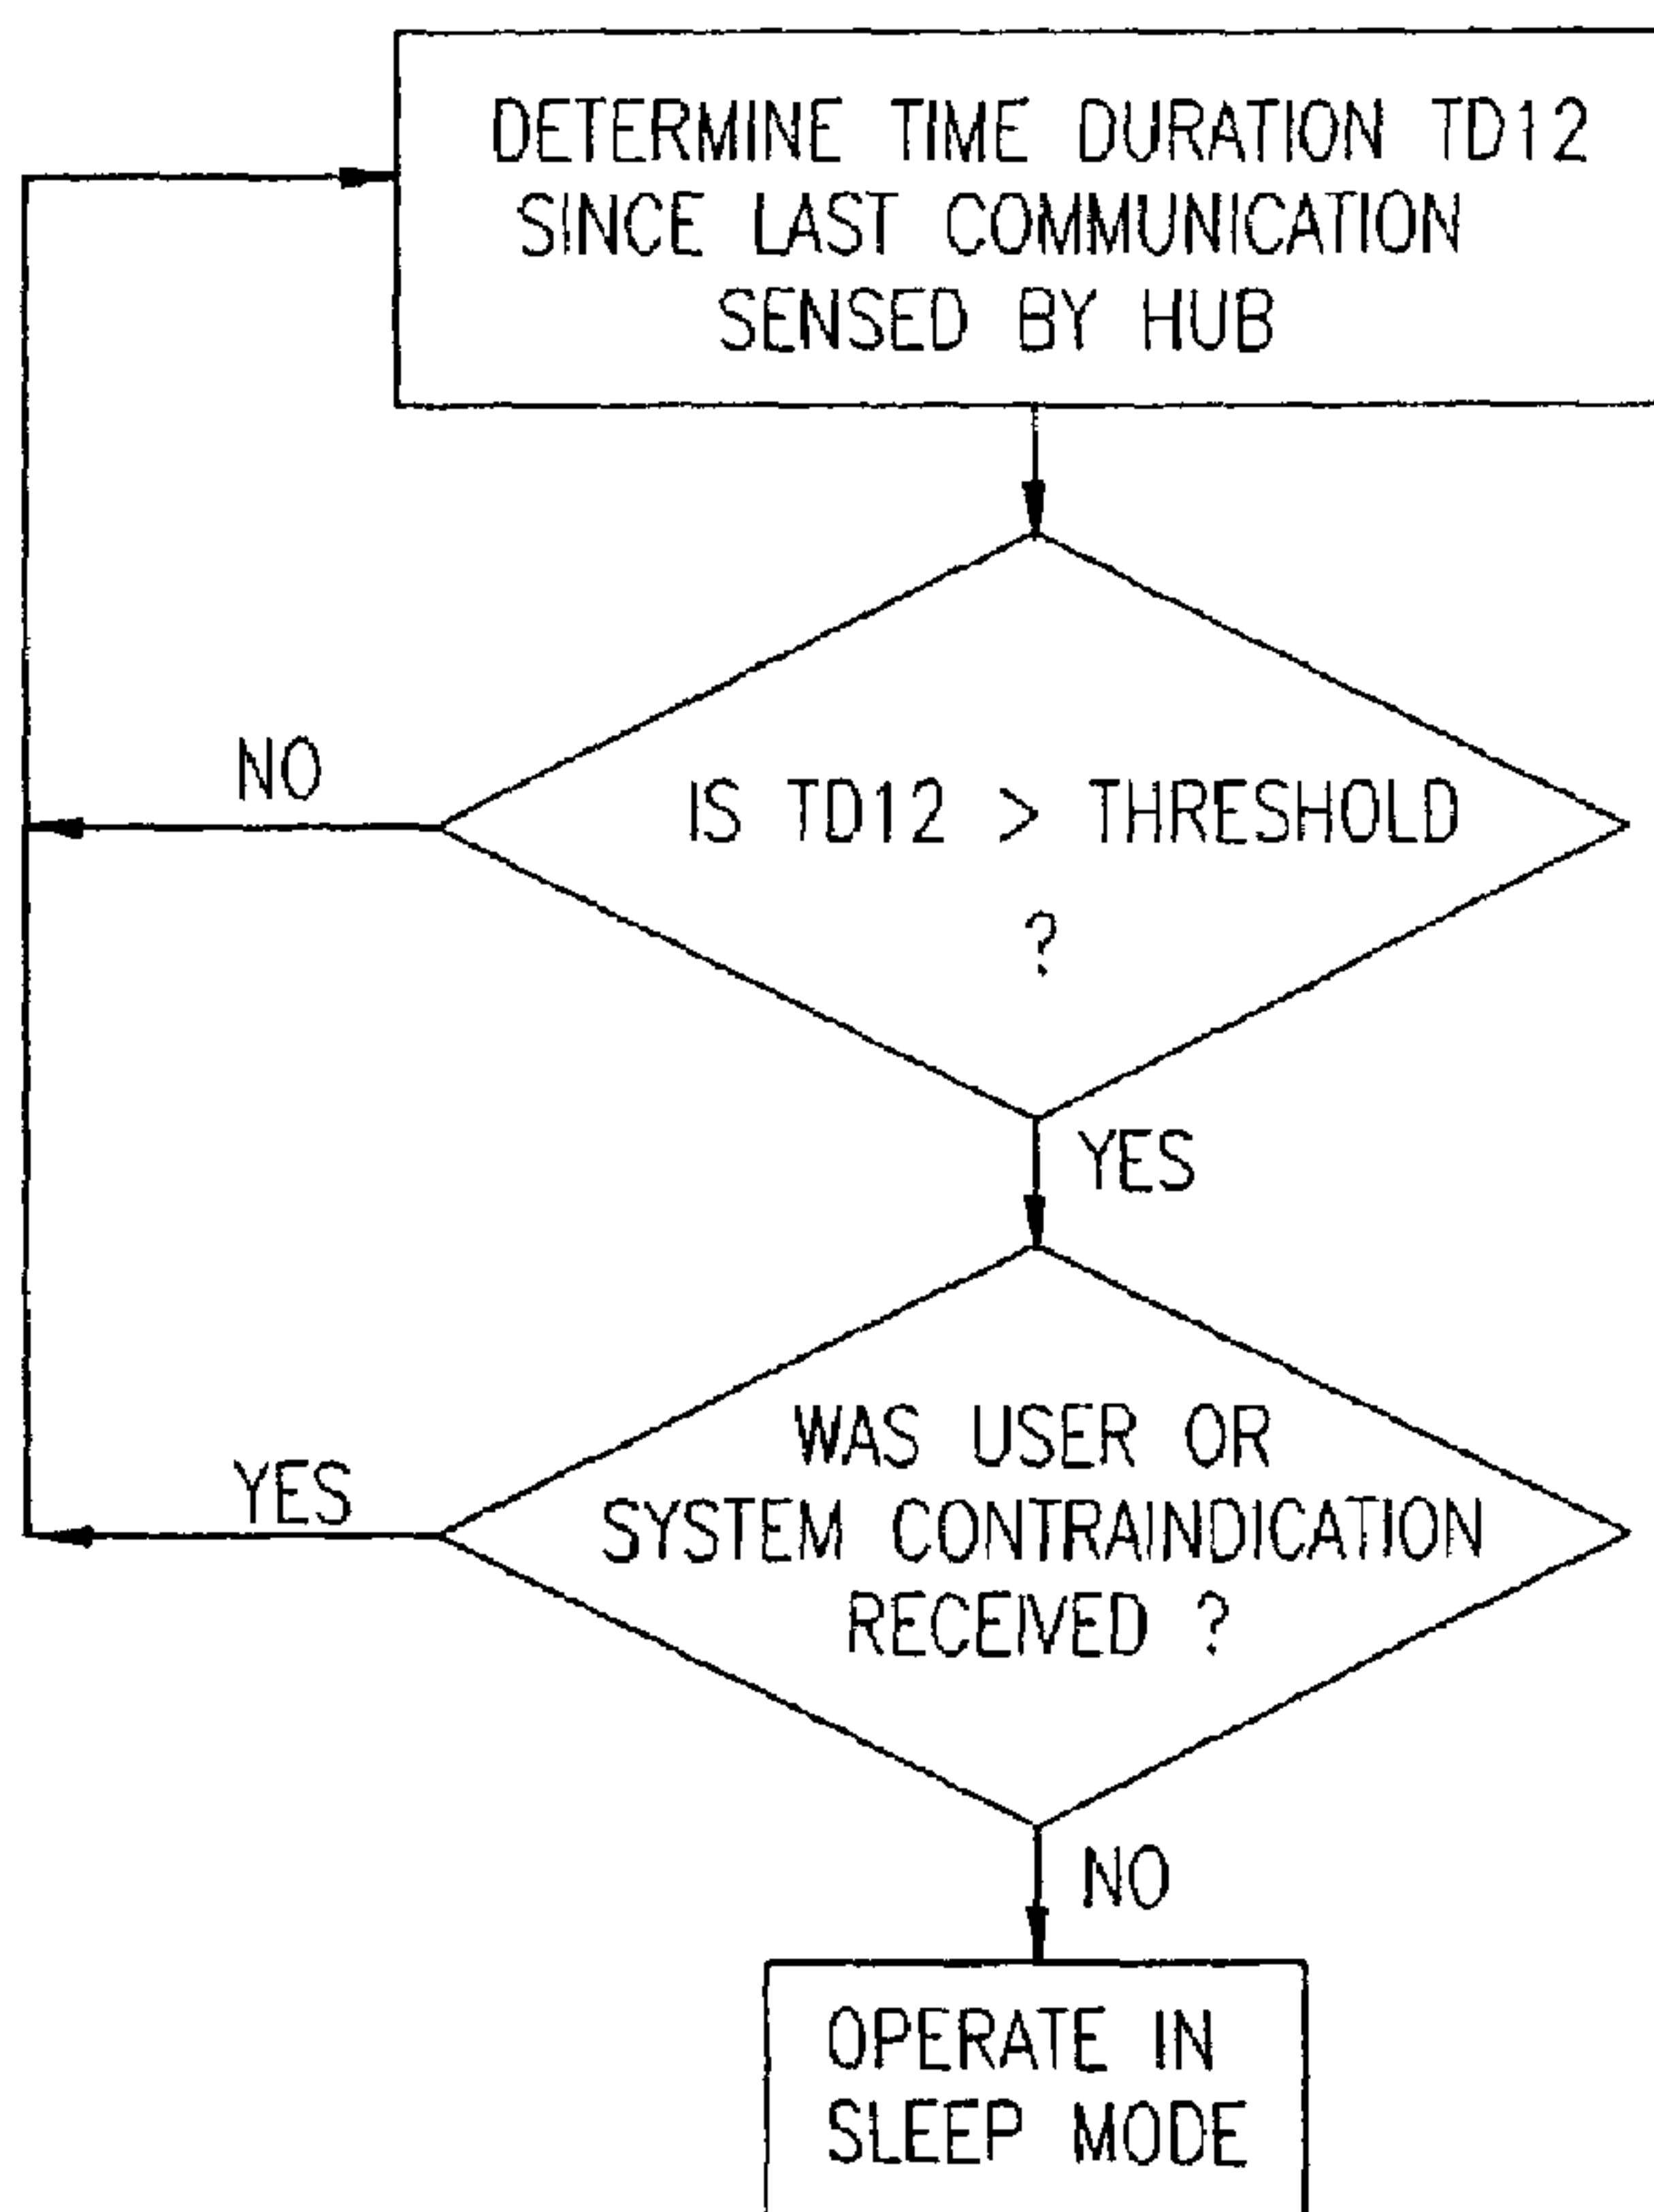 DETERMINE TIME DURATION TD12
SINCE LAST COMMUNICATION
SENSED BY HUB
NO
IS TD12 > THRESHOLD
?
YES
WAS USER OR
SYSTEM CONTRAINDICATION
RECEIVED ?
YES
NO
OPERATE IN
SLEEP MODE